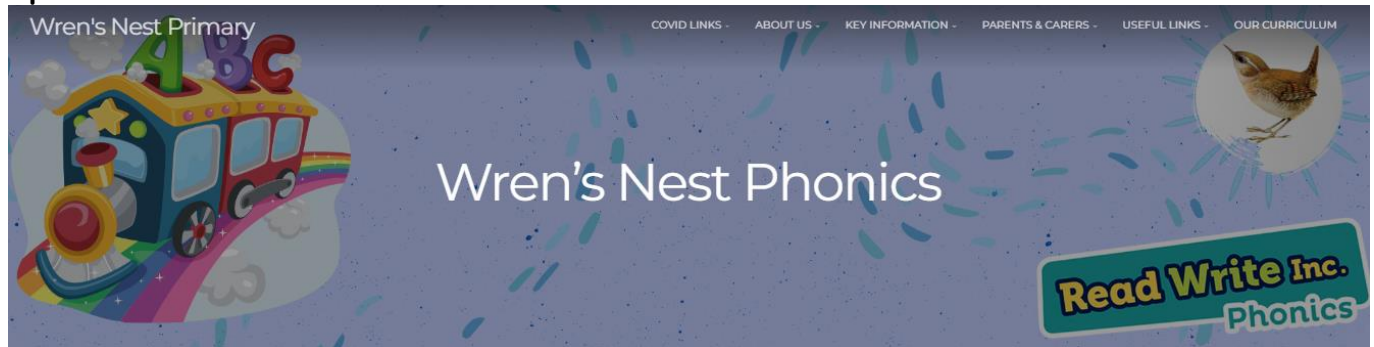 Wren's Nest Primary
COVID LINKS - ABOUT US - KEY INFORMATION - PARENTS & CARERS - USEFUL LINKS - OUR CURRICULUM
ABC
Wren's Nest Phonics
Read Write Inc.
Phonics